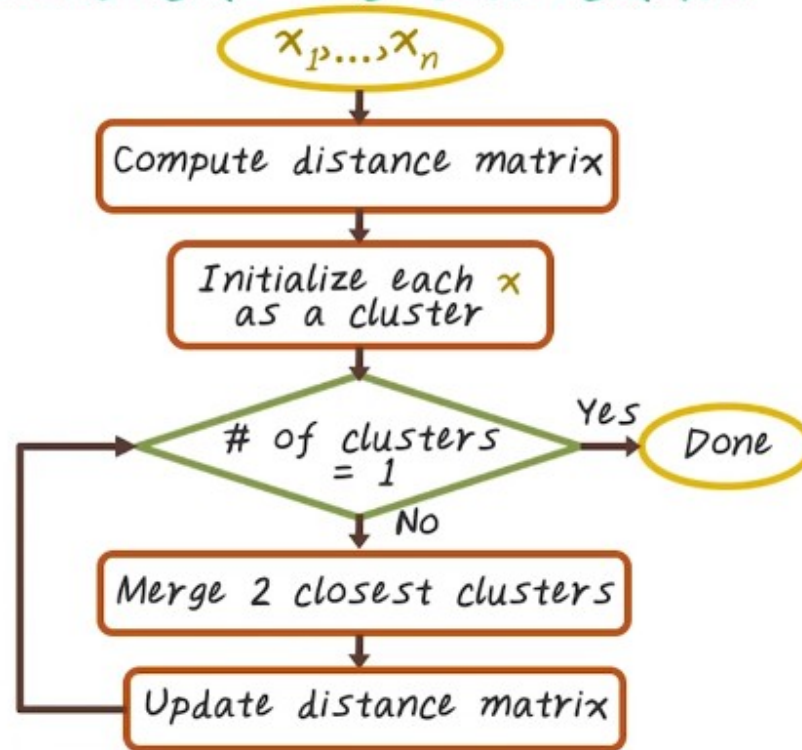 x₁,...,xₙ
Compute distance matrix
Initialize each x
as a cluster
# of clusters
= 1
Yes
Done
No
Merge 2 closest clusters
Update distance matrix